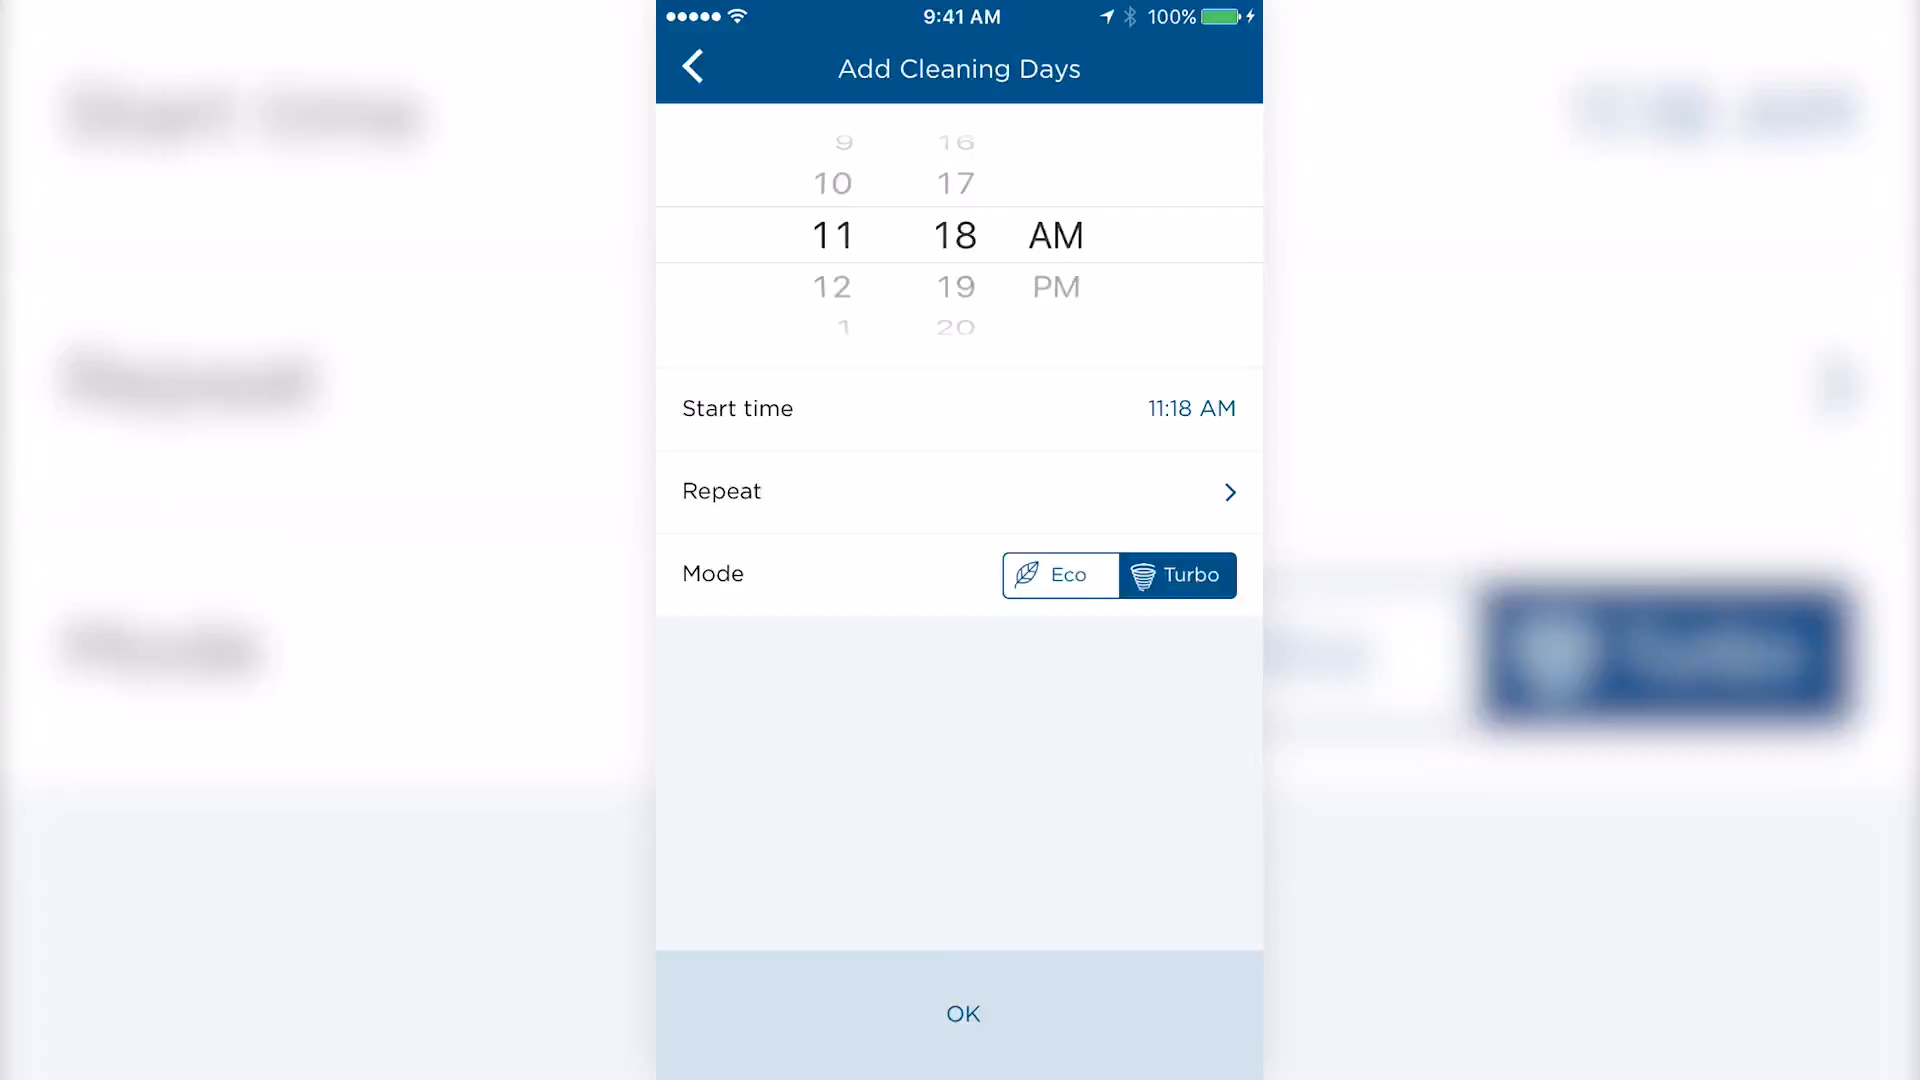 9:41 AM 100%
Add Cleaning Days
9 16
10 17
11 18 AM
12 19 PM
1 20
Start time 11:18 AM
Repeat
Mode Eco Turbo
OK